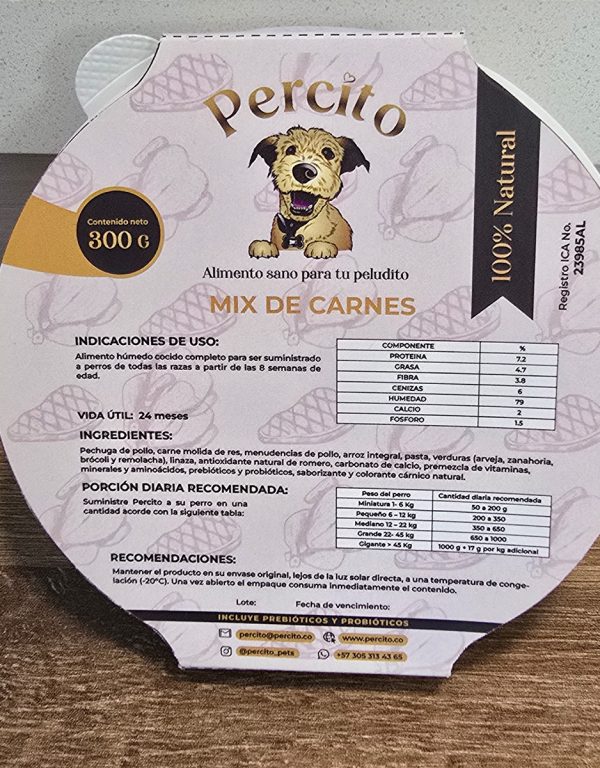 Percito
100% Natural
Contenido neto
300 G
Registro ICA No.
23985AL
Alimento sano para tu peludito
MIX DE CARNES
INDICACIONES DE USO:
Alimento húmedo cocido completo para ser suministrado
a perros de todas las razas a partir de las 8 semanas de
edad.
COMPONENTE %
PROTEINA 7.2
GRASA 4.7
FIBRA 3.8
CENIZAS 6
HUMEDAD 79
CALCIO 2
FOSFORO 1.5
VIDA ÚTIL: 24 meses
INGREDIENTES:
Pechuga de pollo, carne molida de res, menudencias de pollo, arroz integral, pasta, verduras (arveja, zanahoria,
brócoli y remolacha), linaza, antioxidante natural de romero, carbonato de calcio, premezcla de vitaminas,
minerales y aminoácidos, prebióticos y probióticos, saborizante y colorante cárnico natural.
PORCIÓN DIARIA RECOMENDADA:
Suministre Percito a su perro en una
cantidad acorde con la siguiente tabla:
Peso del perro Cantidad diaria recomendada
Miniatura 1- 6 Kg 50 a 200 g
Pequeño 6 - 12 kg 200 a 350
Mediano 12 - 22 kg 350 a 650
Grande 22- 45 kg 650 a 1000
Gigante > 45 Kg 1000 g + 17 g por kg adicional
RECOMENDACIONES:
Mantener el producto en su envase original, lejos de la luz solar directa, a una temperatura de conge-
lación (-20°C). Una vez abierto el empaque consuma inmediatamente el contenido.
Lote: Fecha de vencimiento:
INCLUYE PREBIÓTICOS Y PROBIÓTICOS
percito@percito.co www.percito.co
@percito_pets +57 305 313 43 65